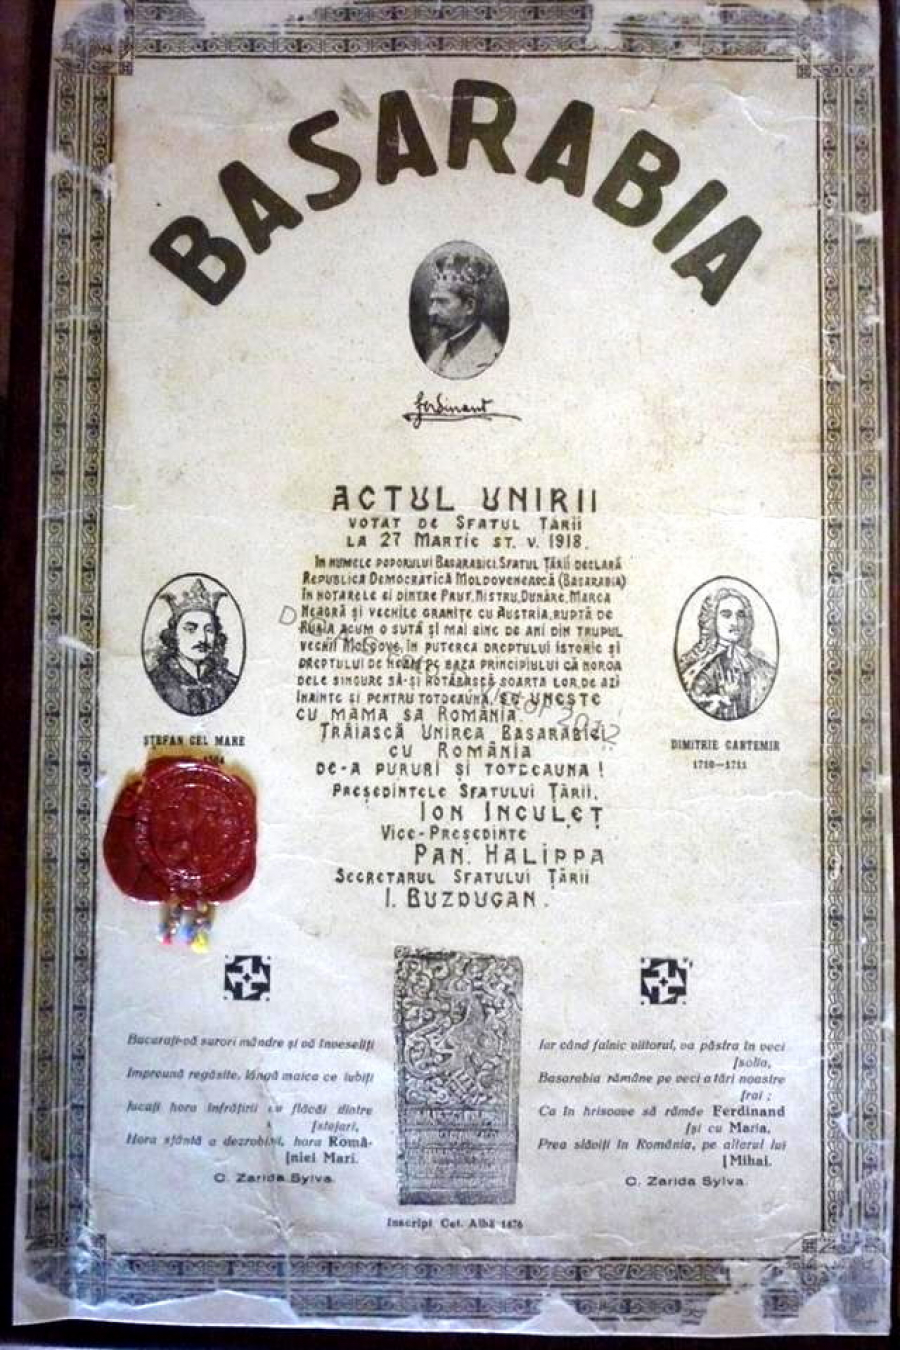 BASARABIA
Ferdinand
ACTUL UNIRII
VOTAT DE SFATUL ȚĂRII
LA 27 MARTIE ST. V. 1918.
ÎN NUMELE POPORULUI BASARABIEI, SFATUL ȚĂRII DECLARĂ
REPUBLICA DEMOCRATICĂ MOLDOVENEASCĂ (BASARABIA)
ÎN HOTARELE EI DINTRE PRUT, NISTRU, DUNĂRE, MAREA
NEAGRĂ ȘI VECHILE GRANIȚE CU AUSTRIA, RUPTĂ DE
RUSIA ACUM O SUTĂ ȘI MAI BINE DE ANI DIN TRUPUL
VECHII MOLDOVE, ÎN PUTEREA DREPTULUI ISTORIC ȘI
DREPTULUI DE NEAM, PE BAZA PRINCIPIULUI CĂ NOROA
DELE SINGURE SĂ-ȘI HOTĂRASCĂ SOARTA LOR, DE AZI
ÎNAINTE ȘI PENTRU TOTDEAUNA, SE UNEȘTE
CU MAMA SA ROMÂNIA.
TRĂIASCĂ UNIREA BASARABIEI
CU ROMÂNIA
DE-A PURURI ȘI TOTDEAUNA !
PREȘEDINTELE SFATULUI ȚĂRII,
ION INCULEȚ
VICE-PREȘEDINTE
PAN. HALIPPA
SECRETARUL SFATULUI ȚĂRII
I. BUZDUGAN.
ȘTEFAN CEL MARE
DIMITRIE CANTEMIR
1710—1711
Bucurați-vă surori mândre și vă înveseliți
Impreună regăsite, lângă maica ce iubiți
Jucați hora înfrățirii cu flăcăi dintre
[stejari,
Hora sfântă a dezrobirii, hora Româ-
[niei Mari.
C. Zarida Sylva.
Iar când falnic viitorul, va păstra în veci
[solia,
Basarabia rămâne pe veci a țări noastre
[rai ;
Ca în hrisoave să rămâe Ferdinand
[și cu Maria,
Prea slăviți în România, pe altarul lui
[Mihai.
C. Zarida Sylva.
Inscripț Cet. Albă 1476